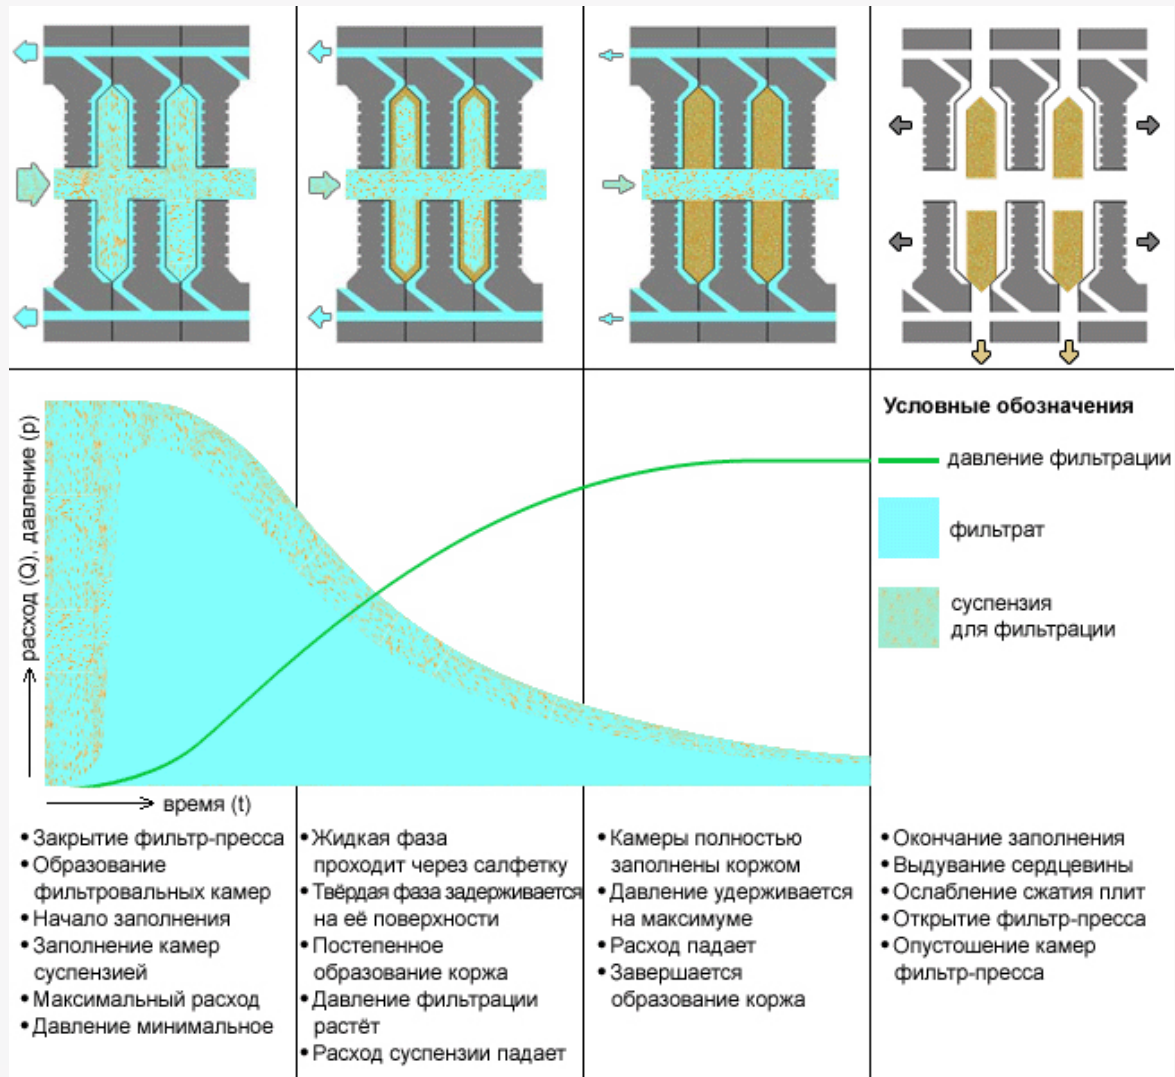 Условные обозначения
давление фильтрации
фильтрат
суспензия
для фильтрации
расход (Q), давление (p)
время (t)
• Закрытие фильтр-пресса
• Образование
фильтровальных камер
• Начало заполнения
• Заполнение камер
суспензией
• Максимальный расход
• Давление минимальное
• Жидкая фаза
проходит через салфетку
• Твёрдая фаза задерживается
на её поверхности
• Постепенное
образование коржа
• Давление фильтрации
растёт
• Расход суспензии падает
• Камеры полностью
заполнены коржом
• Давление удерживается
на максимуме
• Расход падает
• Завершается
образование коржа
• Окончание заполнения
• Выдувание сердцевины
• Ослабление сжатия плит
• Открытие фильтр-пресса
• Опустошение камер
фильтр-пресса